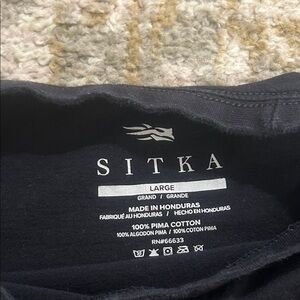 SITKA
LARGE
GRAND / GRANDE
MADE IN HONDURAS
FABRIQUÉ AU HONDURAS / HECHO EN HONDURAS
100% PIMA COTTON
100% ALGODON PIMA / 100% COTON PIMA
RN#66633